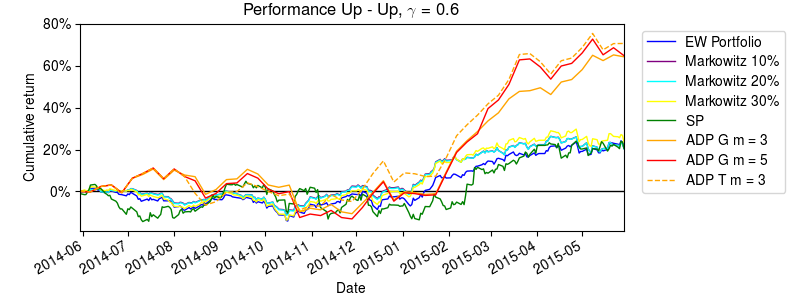 Performance Up - Up, γ = 0.6
Cumulative return
80%
60%
40%
20%
0%
2014-06
2014-07
2014-08
2014-09
2014-10
2014-11
2014-12
2015-01
2015-02
2015-03
2015-04
2015-05
Date
EW Portfolio
Markowitz 10%
Markowitz 20%
Markowitz 30%
SP
ADP G m = 3
ADP G m = 5
ADP T m = 3